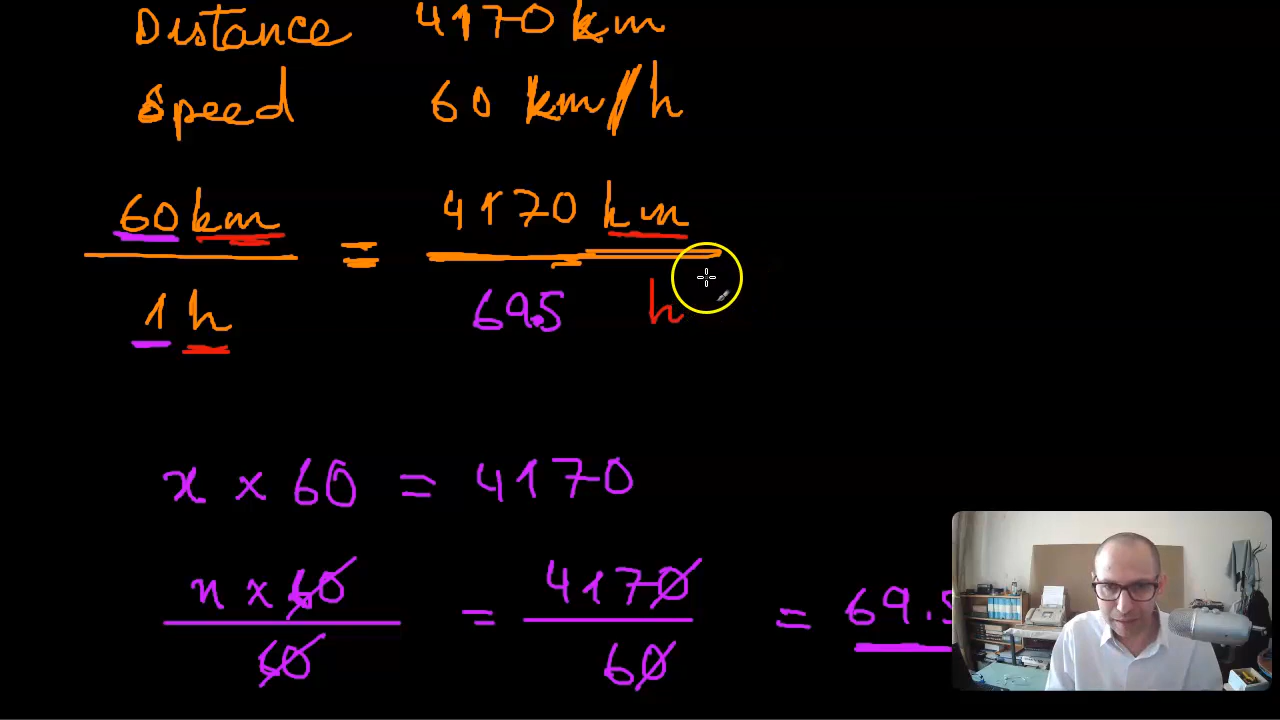 Distance 4170 km
Speed 60 km/h
60 km = 4170 km
1 h 69.5 h
x × 60 = 4170
x × 60 = 4170 = 69.5
60 60